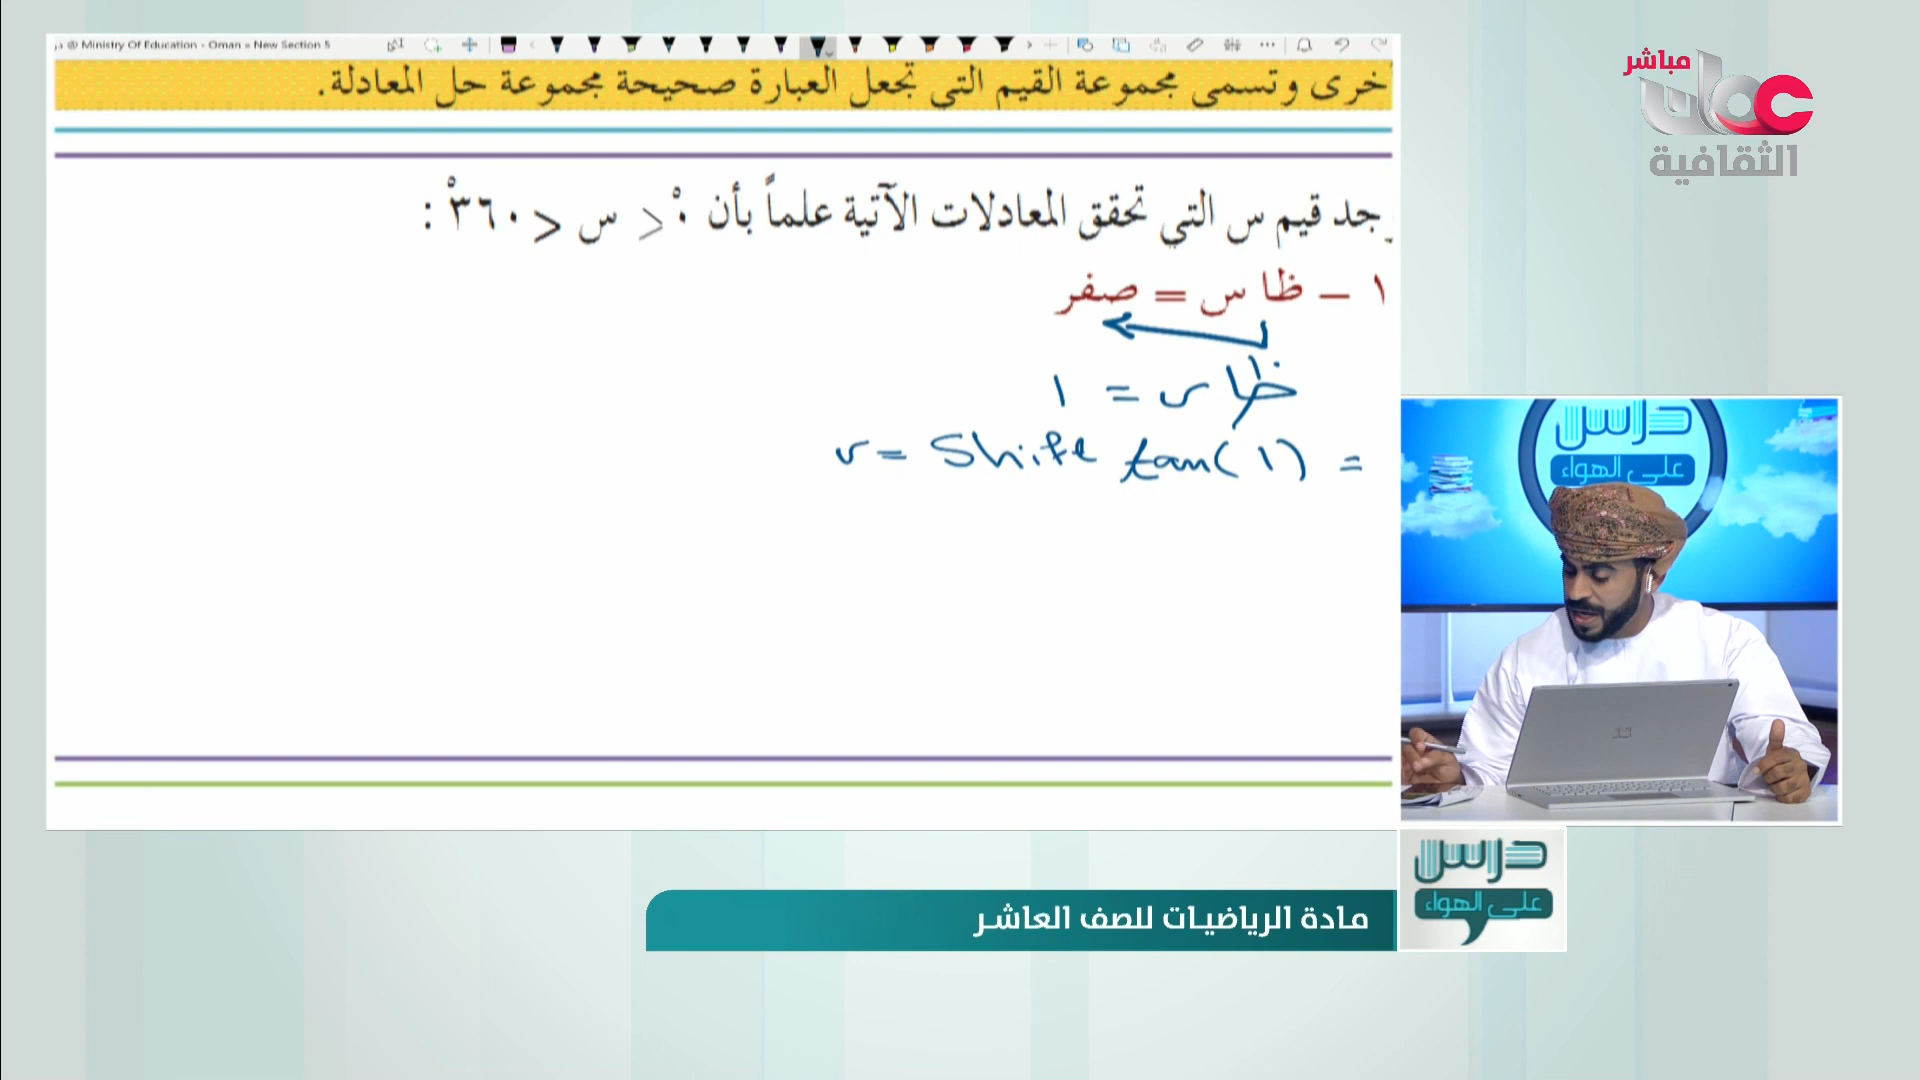 @ Ministry Of Education - Oman » New Section 5
خرى وتسمى مجموعة القيم التي تجعل العبارة صحيحة مجموعة حل المعادلة.
جد قيم س التي تحقق المعادلات الآتية علماً بأن ٠° < س < ٣٦٠° :
١ – ظا س = صفر
ظا س = ١
س = Shift tan(١) =
مباشر
عمان
الثقافية
درس
على الهواء
درس
على الهواء
مادة الرياضيات للصف العاشر